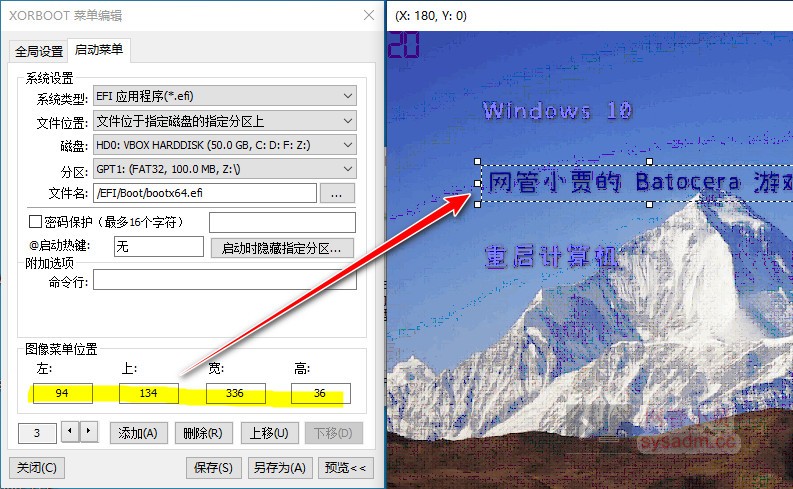 XORBOOT 菜单编辑
全局设置 启动菜单
系统设置
系统类型: EFI 应用程序(*.efi)
文件位置: 文件位于指定磁盘的指定分区上
磁盘: HD0: VBOX HARDDISK (50.0 GB, C: D: F: Z:)
分区: GPT1: (FAT32, 100.0 MB, Z:\)
文件名: /EFI/Boot/bootx64.efi ...
密码保护（最多16个字符）
@启动热键: 无 启动时隐藏指定分区...
附加选项
命令行:
图像菜单位置
左: 上: 宽: 高:
94 134 336 36
3 添加(A) 删除(R) 上移(U) 下移(D)
关闭(C) 保存(S) 另存为(A) 预览<<
(X: 180, Y: 0)
20
Windows 10
网管小贾的 Batocera 游戏
重启计算机
sysadm.cc